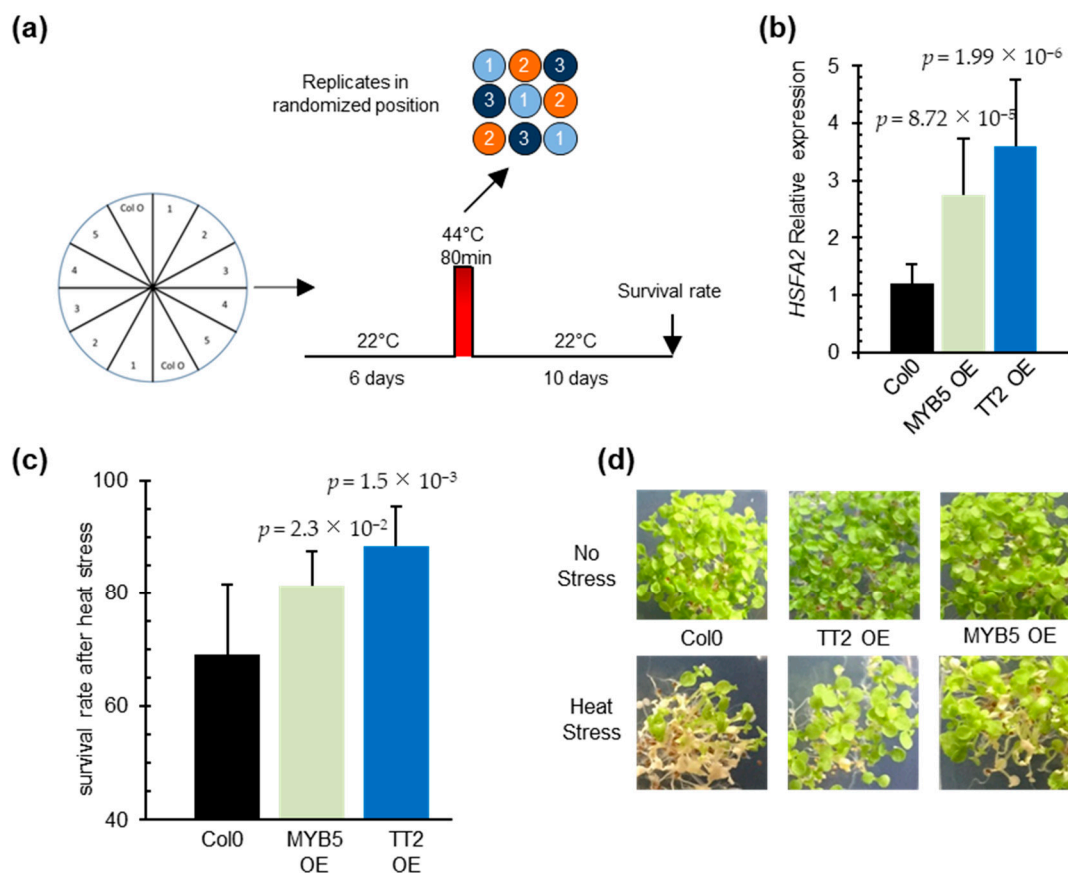 (a)
Replicates in
randomized position
1 2 3
3 1 2
2 3 1
Col O 1
5 2
4 3
3 4
2 5
1 Col O
44°C
80min
22°C 22°C
6 days 10 days
Survival rate
(b)
p = 1.99 × 10⁻⁶
p = 8.72 × 10⁻⁵
HSFA2 Relative expression
5
4
3
2
1
0
Col0
MYB5 OE
TT2 OE
(c)
survival rate after heat stress
100
80
60
40
p = 1.5 × 10⁻³
p = 2.3 × 10⁻²
Col0 MYB5 TT2
OE OE
(d)
No
Stress
Col0 TT2 OE MYB5 OE
Heat
Stress